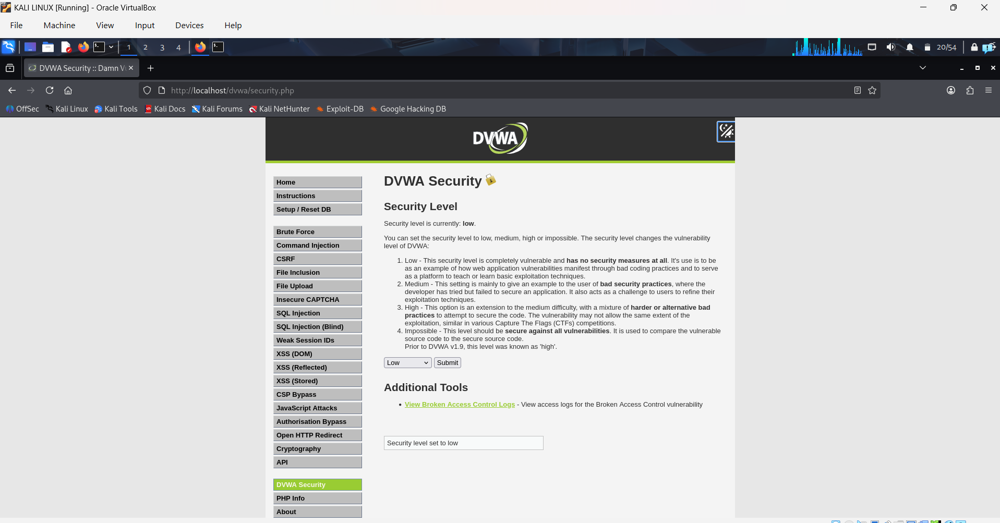 KALI LINUX [Running] - Oracle VirtualBox
File Machine View Input Devices Help
1 2 3 4 20/54
DVWA Security :: Damn Vu
http://localhost/dvwa/security.php
OffSec Kali Linux Kali Tools Kali Docs Kali Forums Kali NetHunter Exploit-DB Google Hacking DB
DVWA
Home
Instructions
Setup / Reset DB
Brute Force
Command Injection
CSRF
File Inclusion
File Upload
Insecure CAPTCHA
SQL Injection
SQL Injection (Blind)
Weak Session IDs
XSS (DOM)
XSS (Reflected)
XSS (Stored)
CSP Bypass
JavaScript Attacks
Authorisation Bypass
Open HTTP Redirect
Cryptography
API
DVWA Security
PHP Info
About
DVWA Security
Security Level
Security level is currently: low.
You can set the security level to low, medium, high or impossible. The security level changes the vulnerability
level of DVWA:
1. Low - This security level is completely vulnerable and has no security measures at all. It's use is to be
as an example of how web application vulnerabilities manifest through bad coding practices and to serve
as a platform to teach or learn basic exploitation techniques.
2. Medium - This setting is mainly to give an example to the user of bad security practices, where the
developer has tried but failed to secure an application. It also acts as a challenge to users to refine their
exploitation techniques.
3. High - This option is an extension to the medium difficulty, with a mixture of harder or alternative bad
practices to attempt to secure the code. The vulnerability may not allow the same extent of the
exploitation, similar in various Capture The Flags (CTFs) competitions.
4. Impossible - This level should be secure against all vulnerabilities. It is used to compare the vulnerable
source code to the secure source code.
Prior to DVWA v1.9, this level was known as 'high'.
Low Submit
Additional Tools
• View Broken Access Control Logs - View access logs for the Broken Access Control vulnerability
Security level set to low